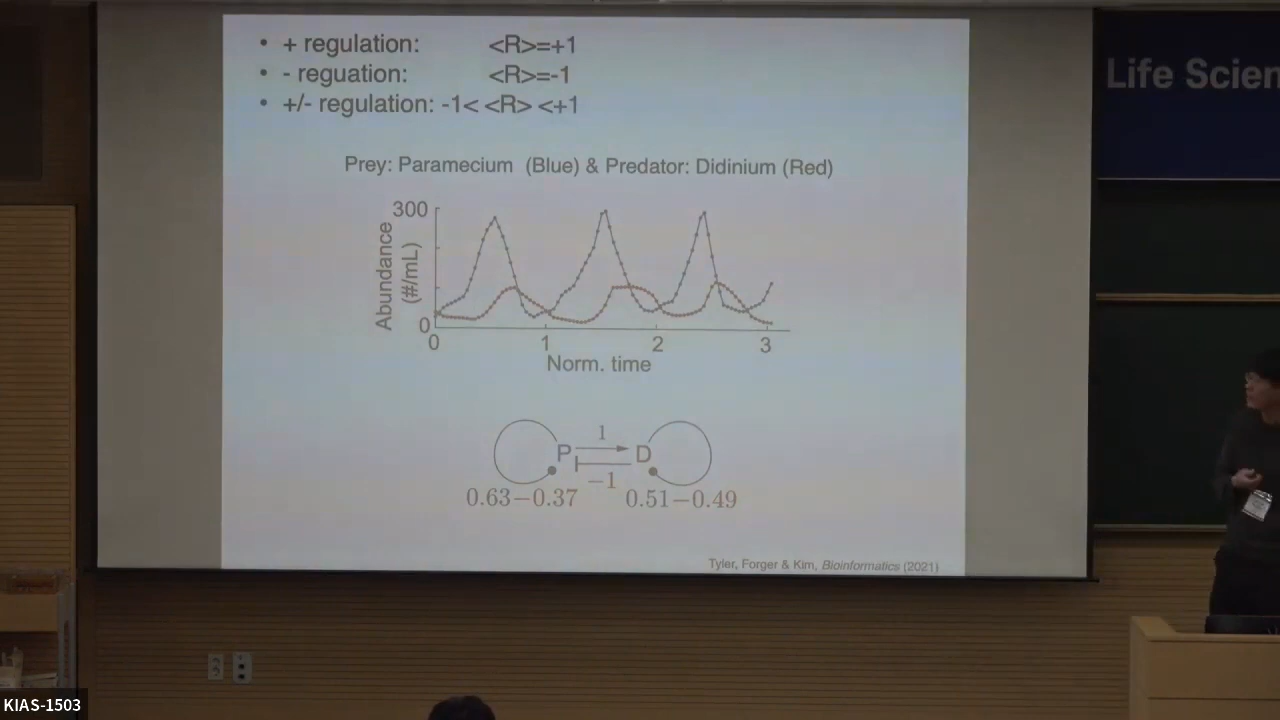 • + regulation: <R>=+1
• - reguation: <R>=-1
• +/- regulation: -1< <R> <+1
Life Scien
Prey: Paramecium (Blue) & Predator: Didinium (Red)
300
Abundance
(#/mL)
0
0 1 2 3
Norm. time
1
P D
−1
0.63−0.37 0.51−0.49
Tyler, Forger & Kim, Bioinformatics (2021)
KIAS-1503